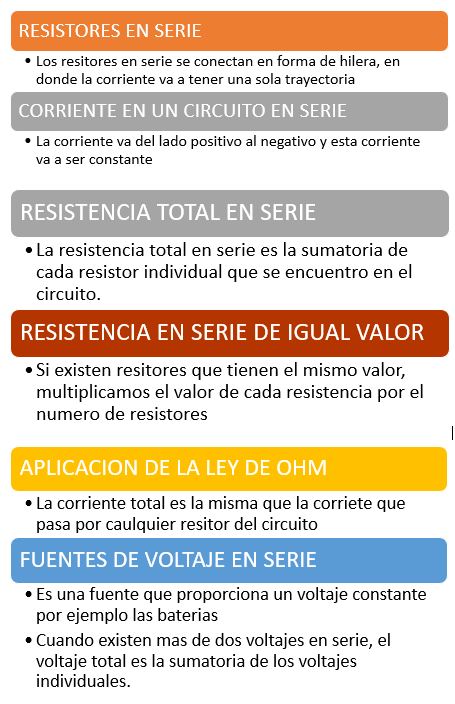 RESISTORES EN SERIE
• Los resitores en serie se conectan en forma de hilera, en
donde la corriente va a tener una sola trayectoria
CORRIENTE EN UN CIRCUITO EN SERIE
• La corriente va del lado positivo al negativo y esta corriente
va a ser constante
RESISTENCIA TOTAL EN SERIE
• La resistencia total en serie es la sumatoria de
cada resistor individual que se encuentro en el
circuito.
RESISTENCIA EN SERIE DE IGUAL VALOR
• Si existen resitores que tienen el mismo valor,
multiplicamos el valor de cada resistencia por el
numero de resistores
APLICACION DE LA LEY DE OHM
• La corriente total es la misma que la corriete que
pasa por caulquier resitor del circuito
FUENTES DE VOLTAJE EN SERIE
• Es una fuente que proporciona un voltaje constante
por ejemplo las baterias
• Cuando existen mas de dos voltajes en serie, el
voltaje total es la sumatoria de los voltajes
individuales.